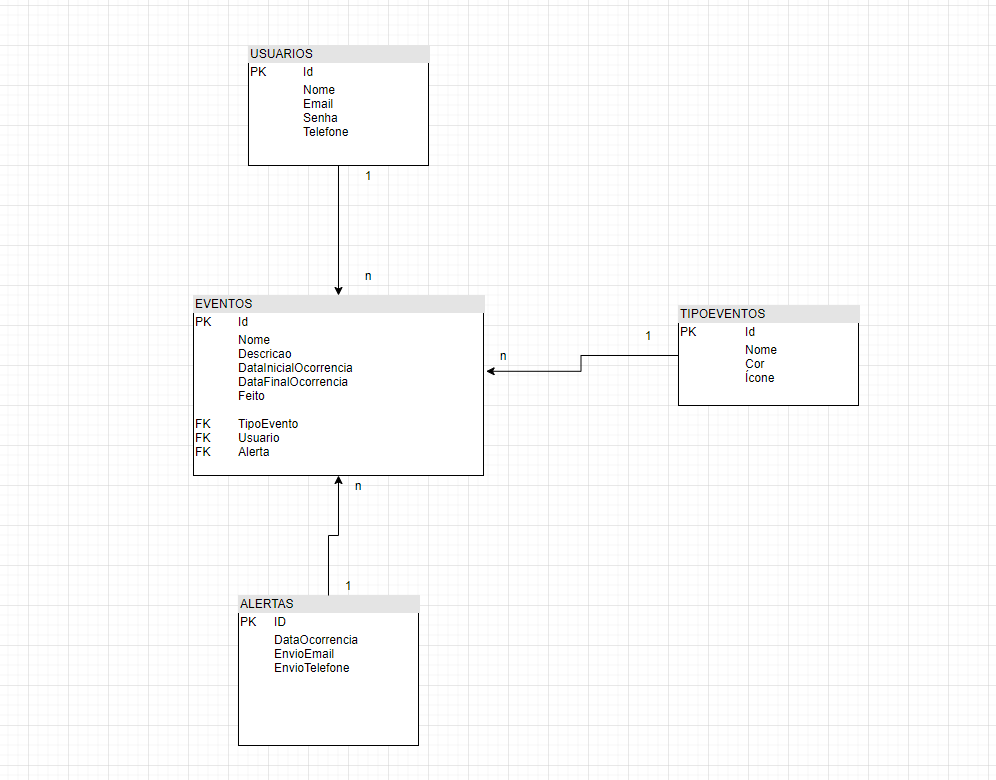 USUARIOS
PK Id
Nome
Email
Senha
Telefone
1
n
EVENTOS
PK Id
Nome
Descricao
DataInicialOcorrencia
DataFinalOcorrencia
Feito
FK TipoEvento
FK Usuario
FK Alerta
n
1
TIPOEVENTOS
PK Id
Nome
Cor
Ícone
n
1
ALERTAS
PK ID
DataOcorrencia
EnvioEmail
EnvioTelefone